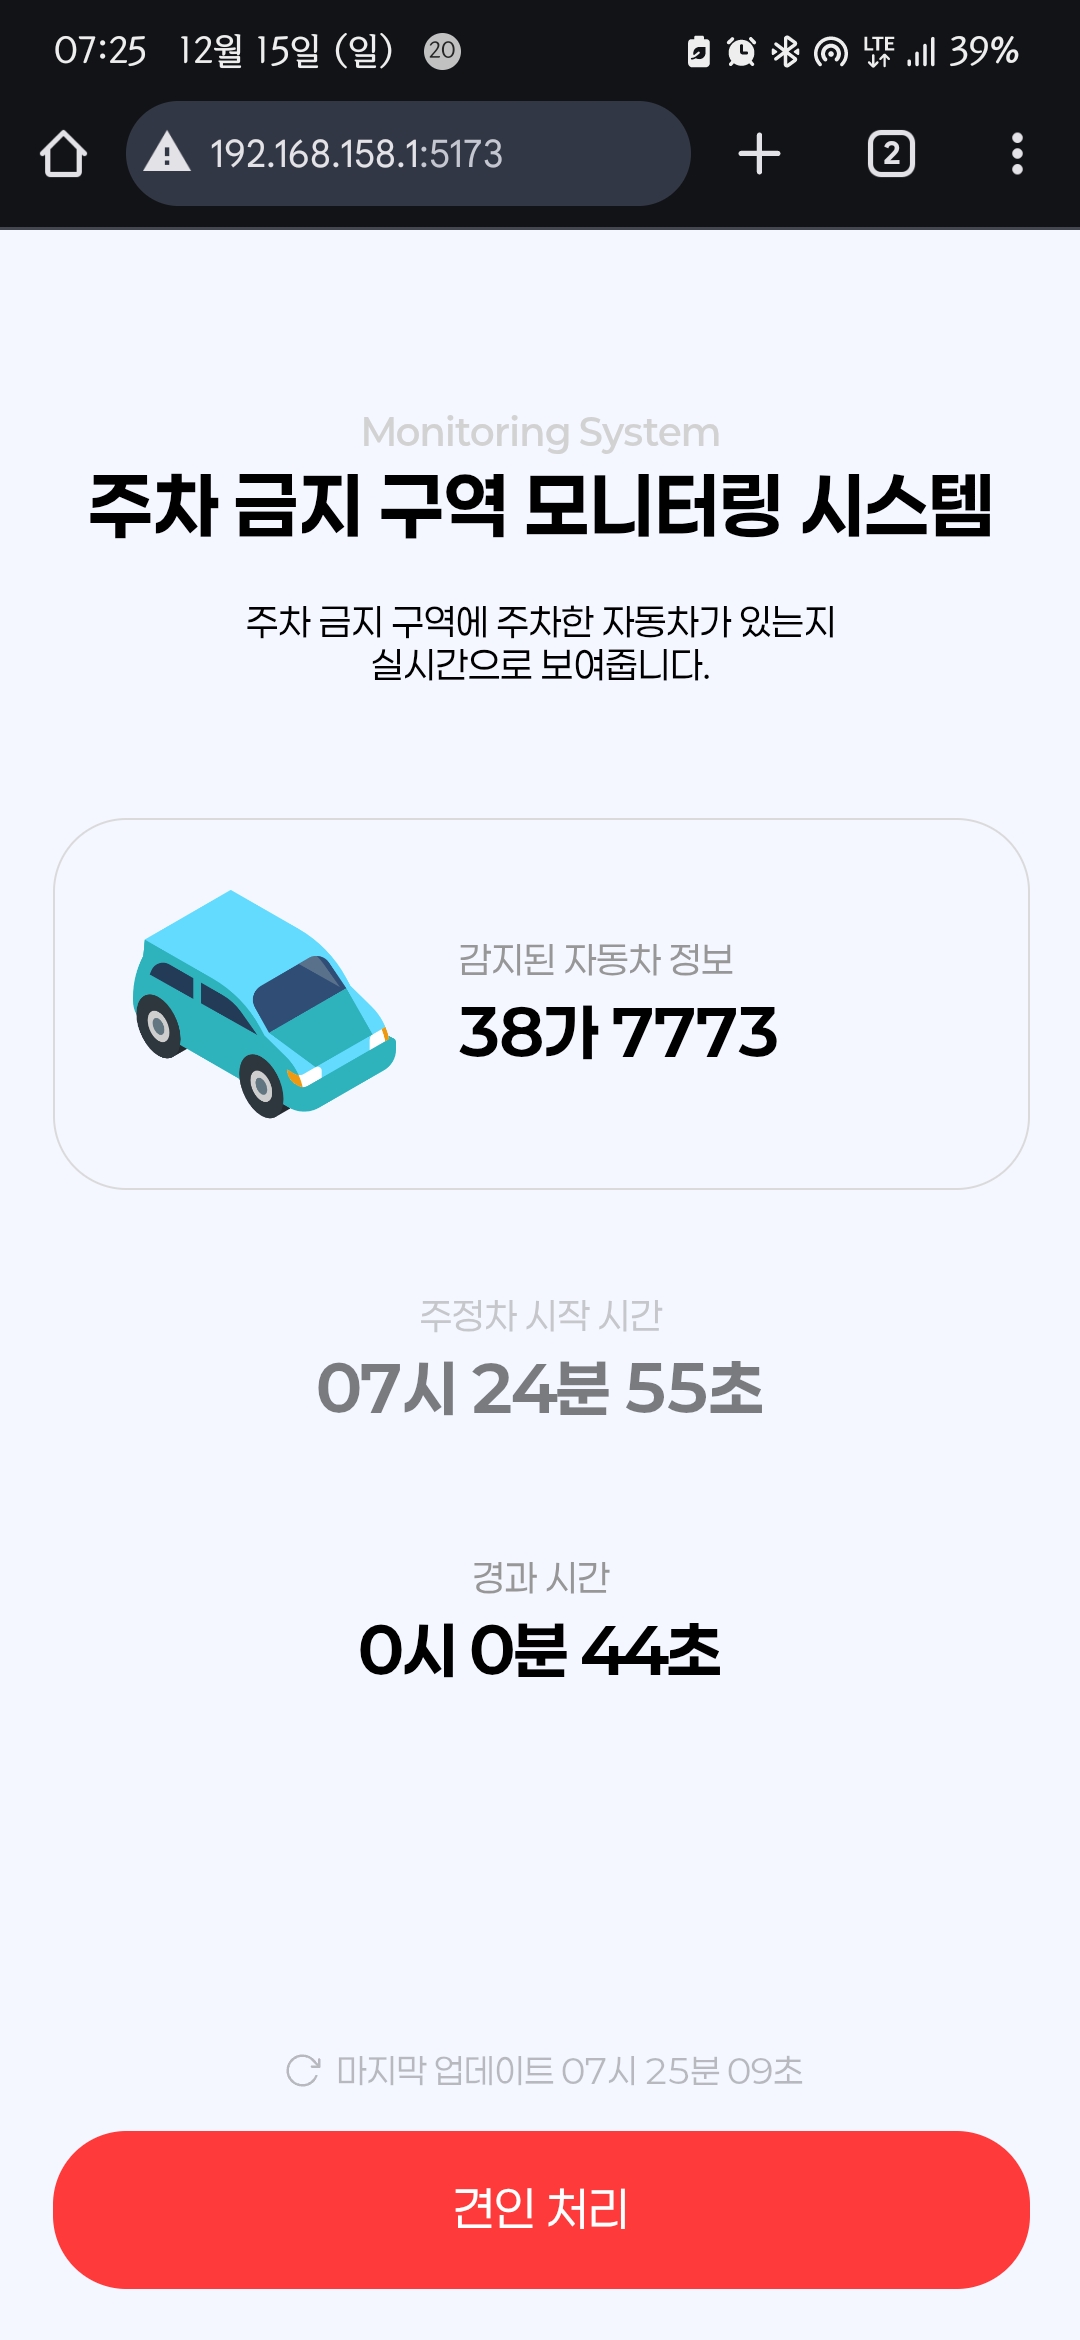 07:25 12월 15일 (일) 20 LTE 39%
192.168.158.1:5173 2
Monitoring System
주차 금지 구역 모니터링 시스템
주차 금지 구역에 주차한 자동차가 있는지
실시간으로 보여줍니다.
감지된 자동차 정보
38가 7773
주정차 시작 시간
07시 24분 55초
경과 시간
0시 0분 44초
마지막 업데이트 07시 25분 09초
견인 처리